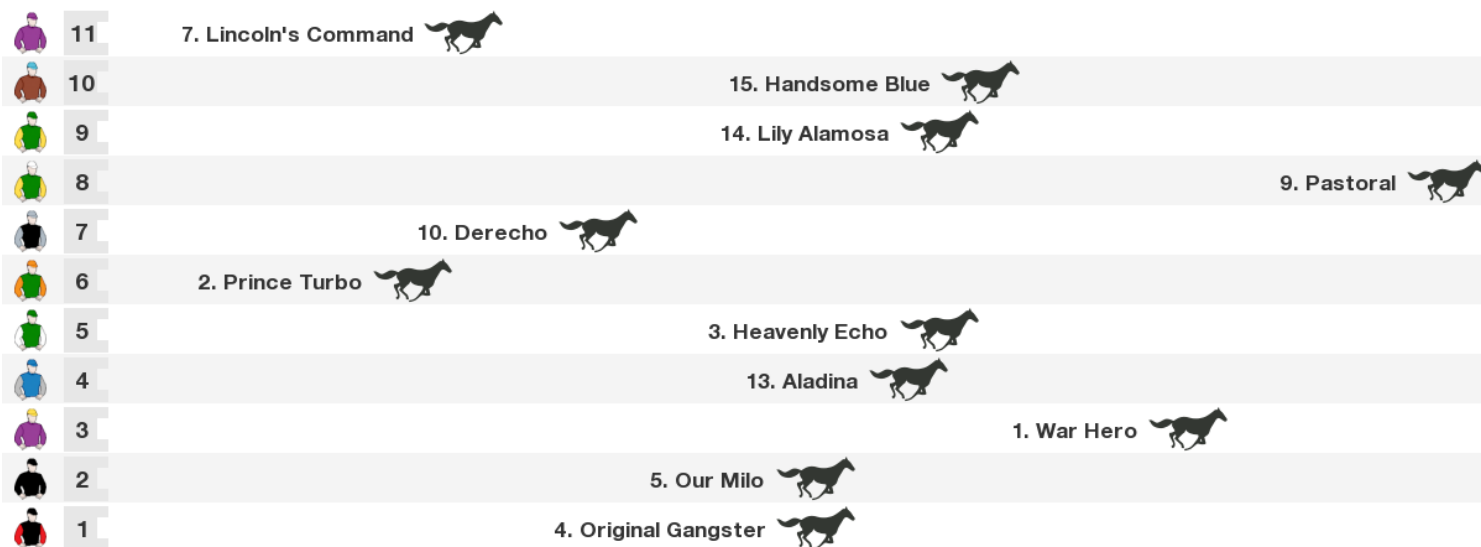 11 7. Lincoln's Command
10 15. Handsome Blue
9 14. Lily Alamosa
8 9. Pastoral
7 10. Derecho
6 2. Prince Turbo
5 3. Heavenly Echo
4 13. Aladina
3 1. War Hero
2 5. Our Milo
1 4. Original Gangster